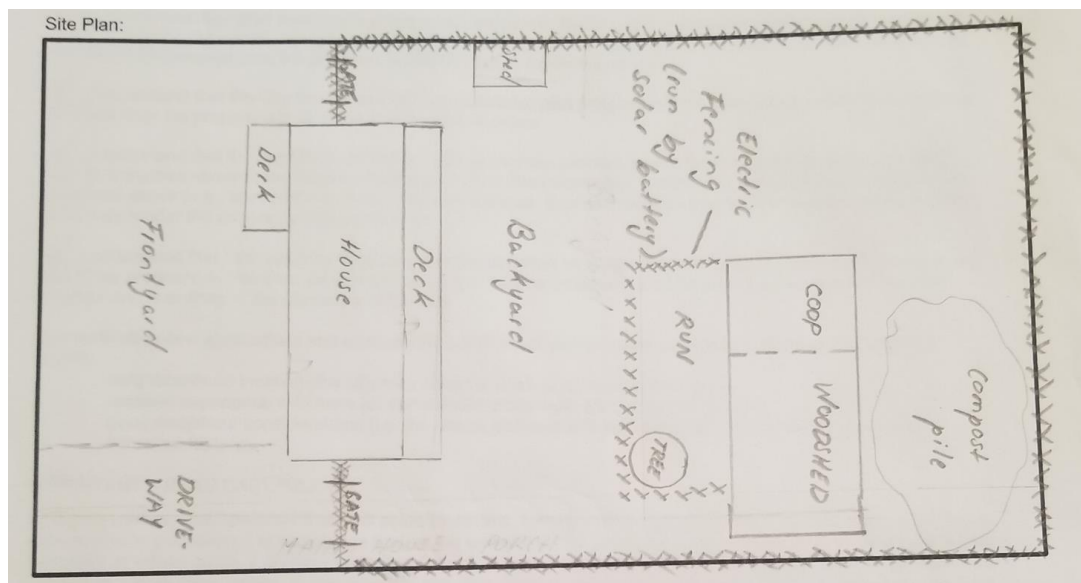 Site Plan:
GATE
Shed
Deck
Frontyard
House
Deck
Backyard
Electric
Fencing
(run by
solar battery)
RUN
TREE
COOP
WOODSHED
Compost
pile
DRIVE-
WAY
GATE